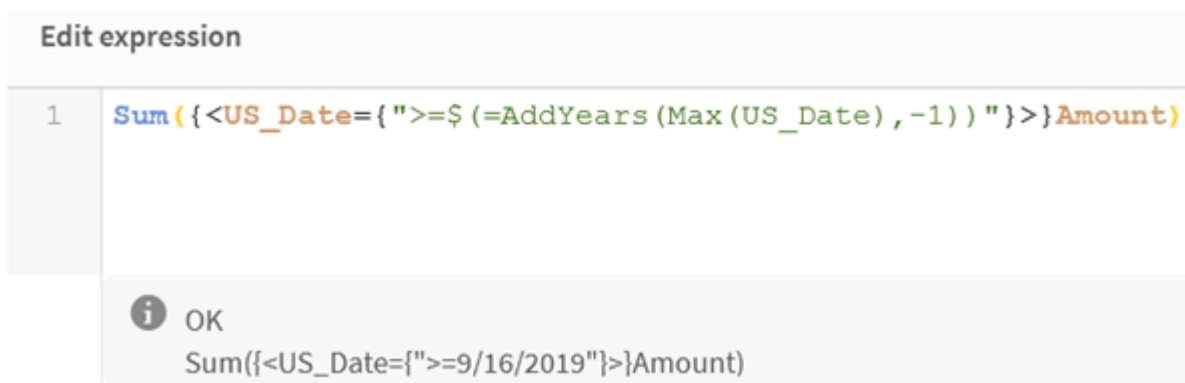 Edit expression
1 Sum({<US_Date={">=$(=AddYears(Max(US_Date),-1))"}>}Amount)
i OK
Sum({<US_Date={">=9/16/2019"}>}Amount)